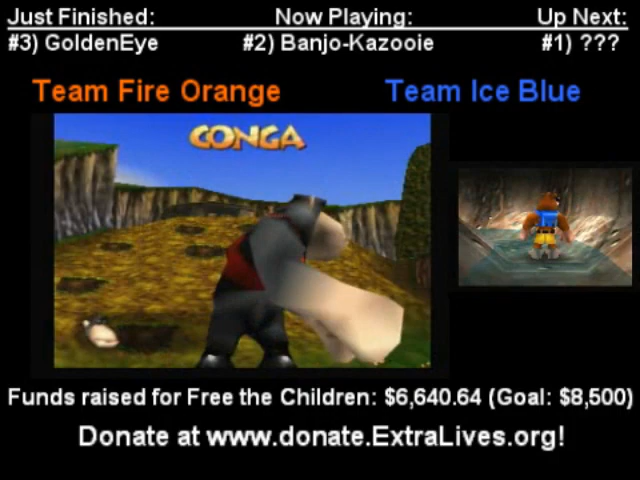 Just Finished: Now Playing: Up Next:
#3) GoldenEye #2) Banjo-Kazooie #1) ???
Team Fire Orange Team Ice Blue
CONGA
Funds raised for Free the Children: $6,640.64 (Goal: $8,500)
Donate at www.donate.ExtraLives.org!